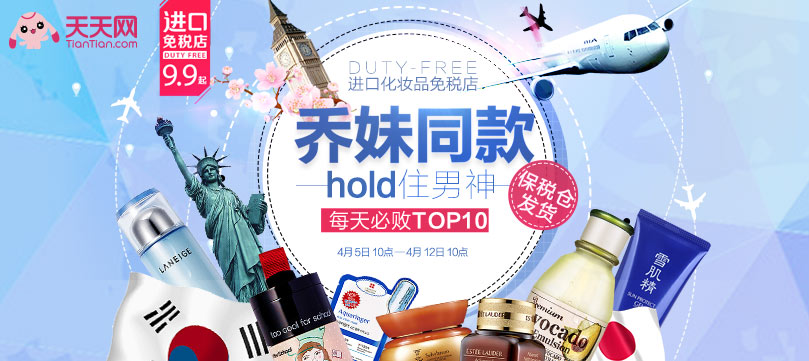 天天网
TianTian.com
进口
免税店
DUTY FREE
9.9起
DUTY-FREE
进口化妆品免税店
乔妹同款
hold住男神
保税仓
发货
每天必败TOP10
4月5日10点—4月12日10点
LANEIGE
too cool for school
Aquaringer
ESTEE LAUDER
Premium
Avocado
Emulsion
雪
肌
精
SUN PROTECT